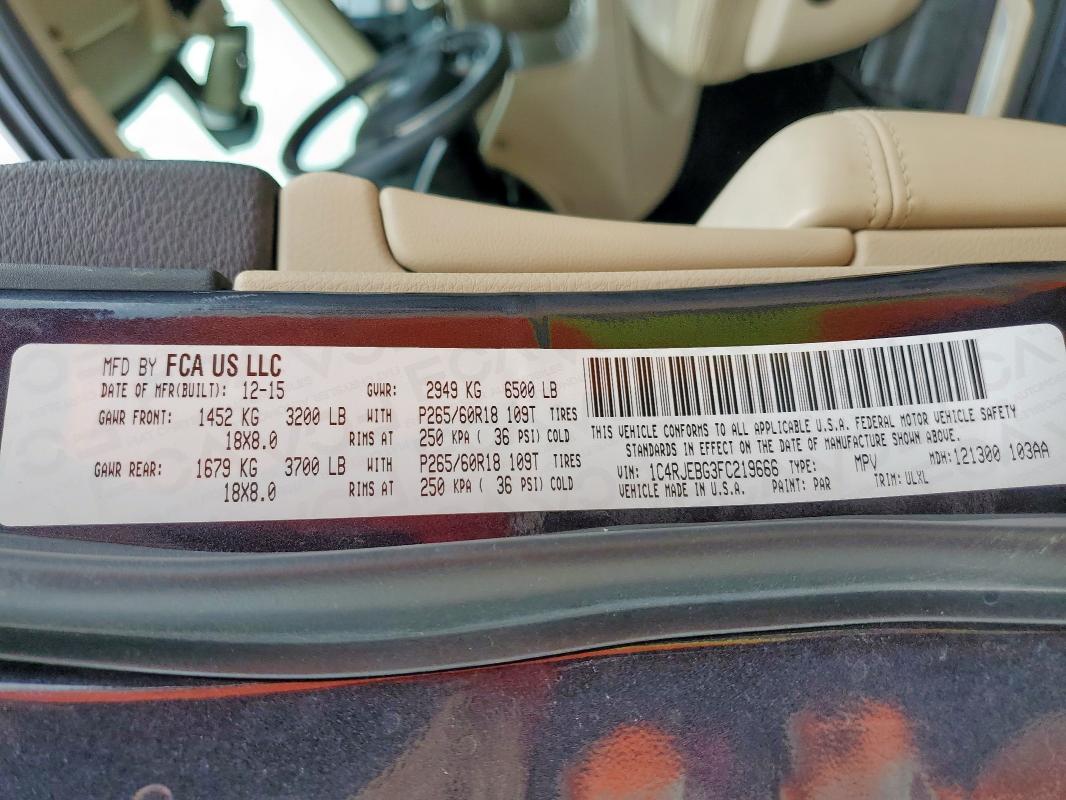 MFD BY FCA US LLC
DATE OF MFR(BUILT): 12-15 GVWR: 2949 KG 6500 LB
GAWR FRONT: 1452 KG 3200 LB WITH P265/60R18 109T TIRES
18X8.0 RIMS AT 250 KPA ( 36 PSI) COLD
GAWR REAR: 1679 KG 3700 LB WITH P265/60R18 109T TIRES
18X8.0 RIMS AT 250 KPA ( 36 PSI) COLD
THIS VEHICLE CONFORMS TO ALL APPLICABLE U.S.A. FEDERAL MOTOR VEHICLE SAFETY
STANDARDS IN EFFECT ON THE DATE OF MANUFACTURE SHOWN ABOVE.
VIN: 1C4RJEBG3FC219666 TYPE: MPV MDH: 121300 103AA
VEHICLE MADE IN U.S.A. PAINT: PAR TRIM: ULXL